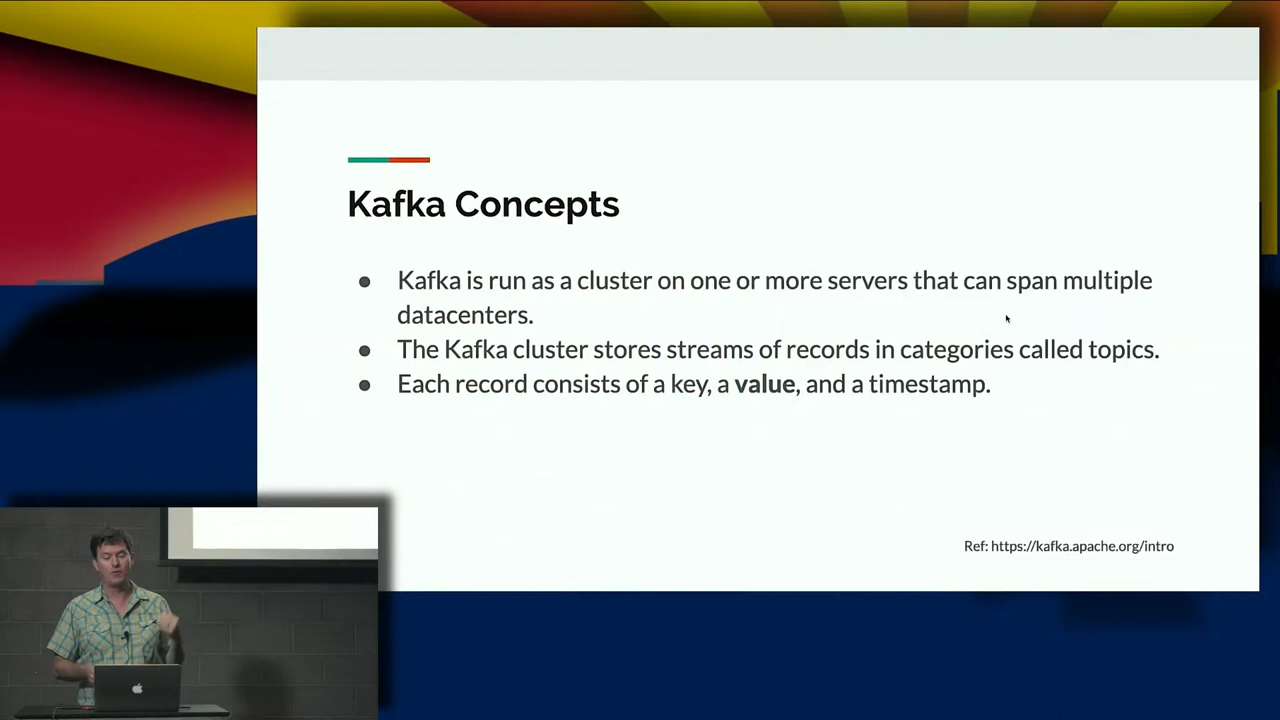 Kafka Concepts
● Kafka is run as a cluster on one or more servers that can span multiple
datacenters.
● The Kafka cluster stores streams of records in categories called topics.
● Each record consists of a key, a value, and a timestamp.
Ref: https://kafka.apache.org/intro